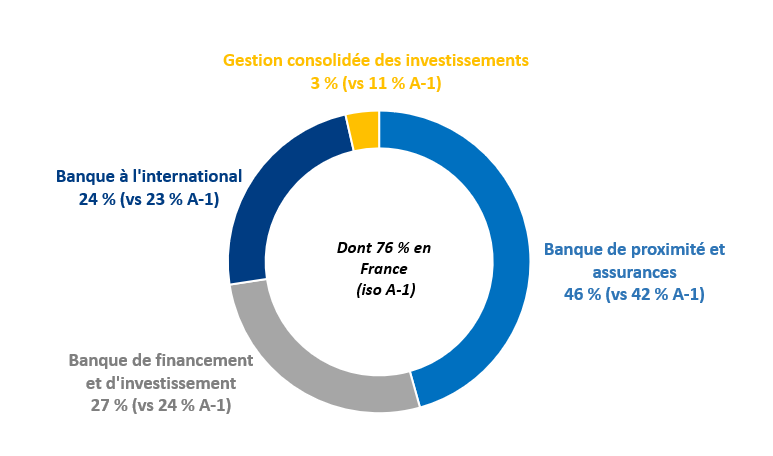 Gestion consolidée des investissements
3 % (vs 11 % A-1)
Banque à l'international
24 % (vs 23 % A-1)
Dont 76 % en
France
(iso A-1)
Banque de proximité et
assurances
46 % (vs 42 % A-1)
Banque de financement
et d'investissement
27 % (vs 24 % A-1)